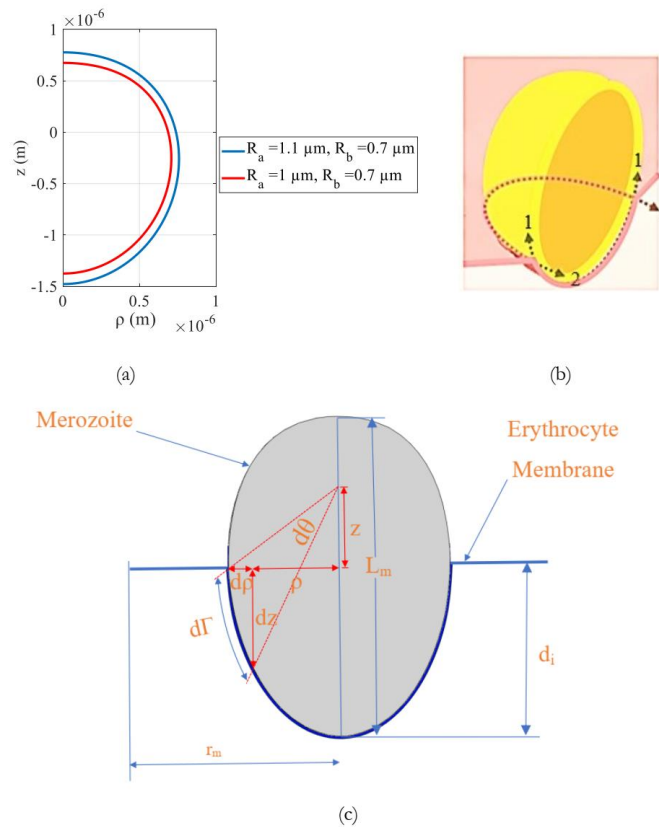 ×10⁻⁶
1
0.5
0
-0.5
-1
-1.5
z (m)
0 0.5 1
ρ (m) ×10⁻⁶
R_a =1.1 µm, R_b = 0.7 µm
R_a =1 µm, R_b = 0.7 µm
1
1
2
(a)
(b)
Merozoite
Erythrocyte
Membrane
dθ
z
L_m
dρ
ρ
dz
dΓ
d_i
r_m
(c)